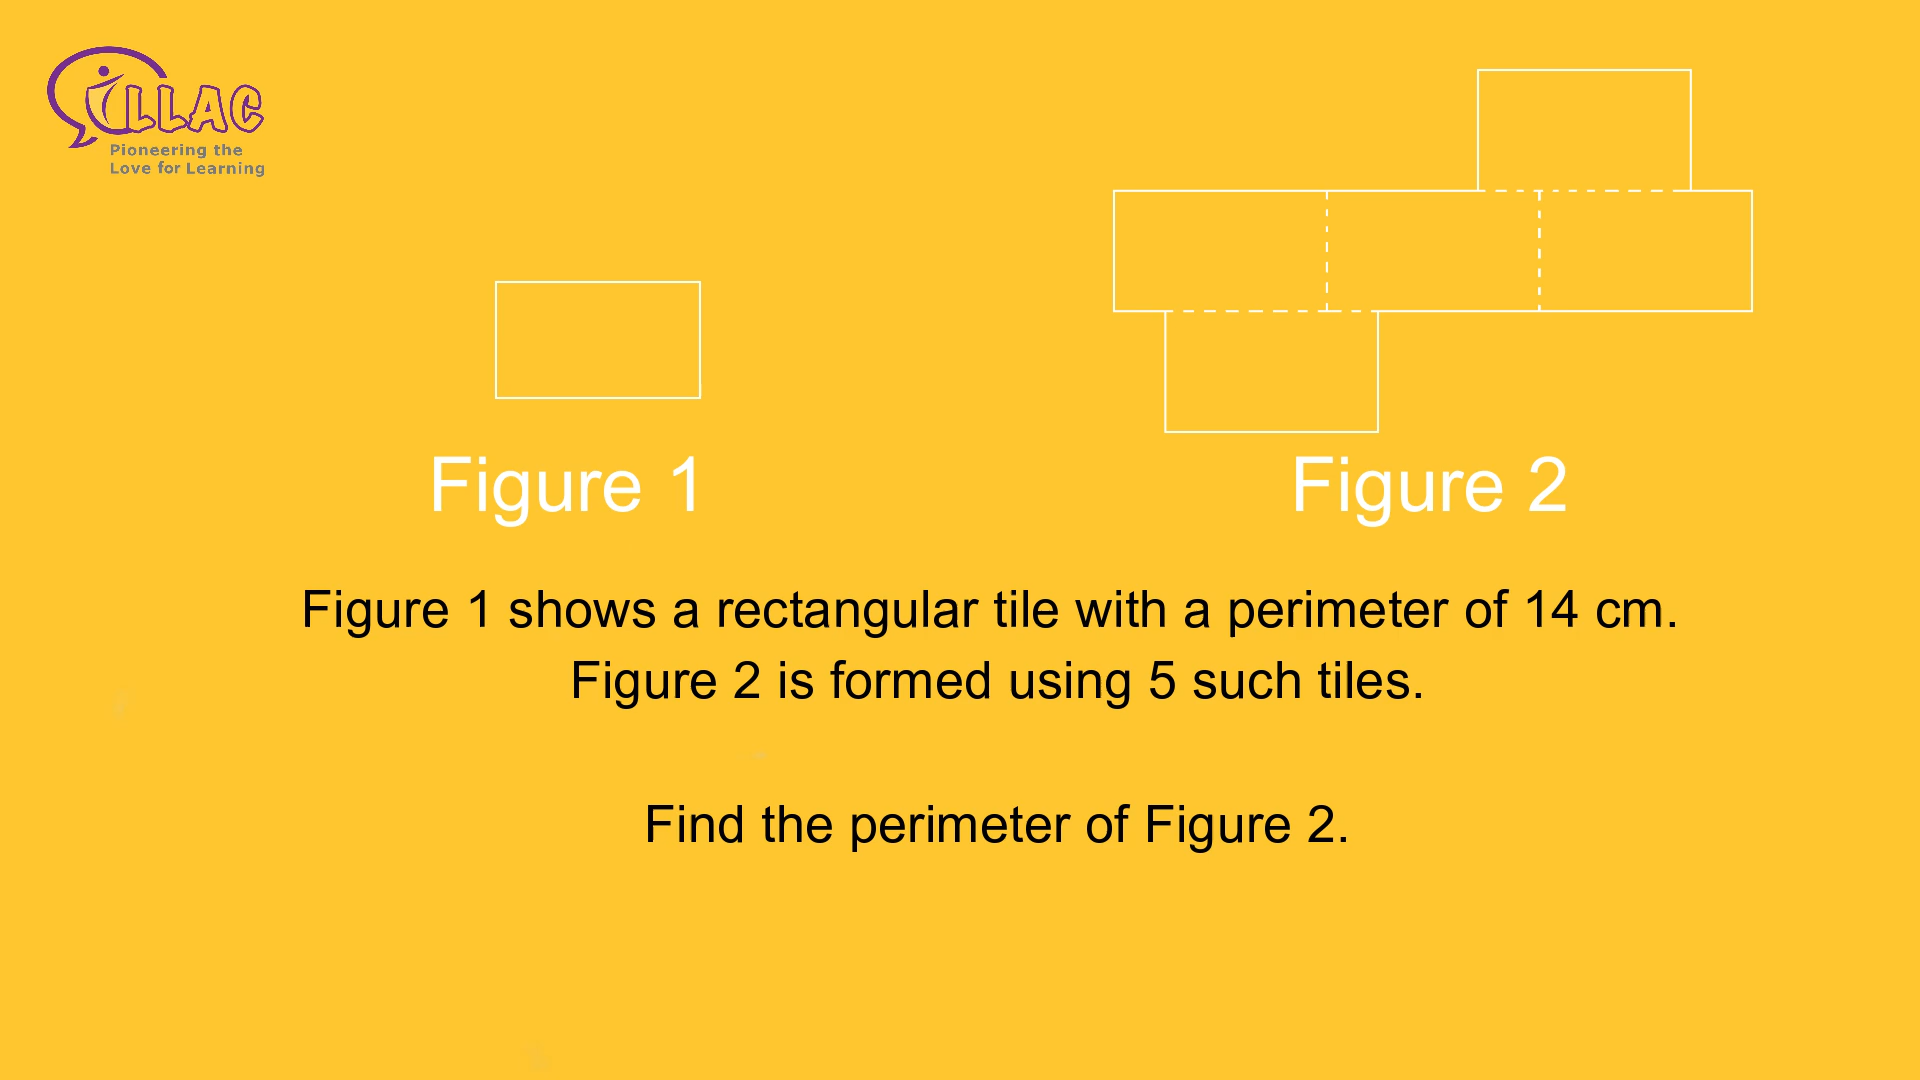 iLLAC
Pioneering the
Love for Learning
Figure 1
Figure 2
Figure 1 shows a rectangular tile with a perimeter of 14 cm.
Figure 2 is formed using 5 such tiles.
Find the perimeter of Figure 2.